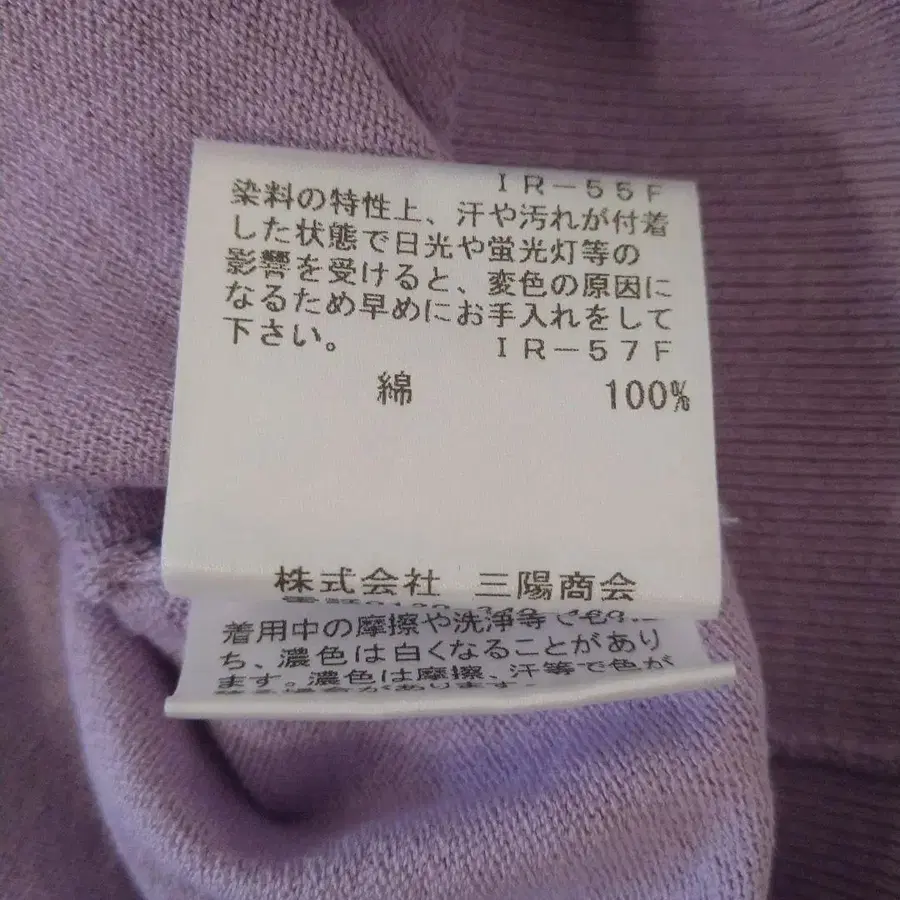 IR-55F
染料の特性上、汗や汚れが付着
した状態で日光や蛍光灯等の
影響を受けると、変色の原因に
なるため早めにお手入れをして
下さい。 IR-57F
綿 100%
株式会社 三陽商会
着用中の摩擦や洗浄等で毛羽
ち、濃色は白くなることがあり
ます。濃色は摩擦、汗等で色が